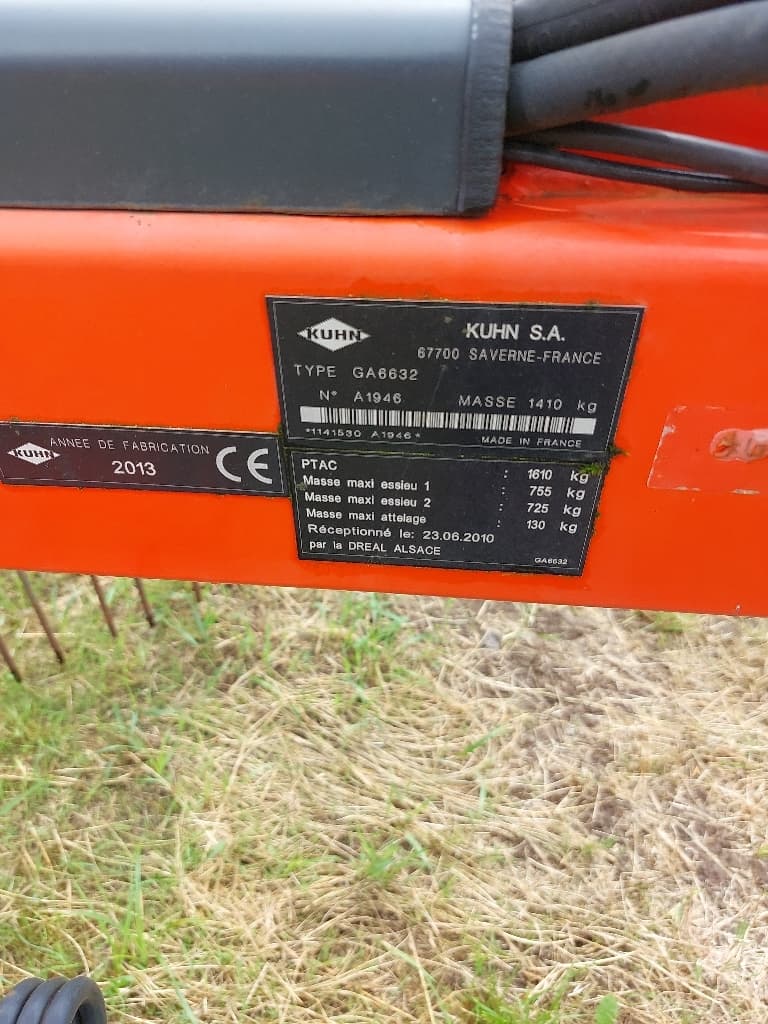 KUHN
KUHN S.A.
67700 SAVERNE-FRANCE
TYPE GA6632
N° A1946 MASSE 1410 kg
*1141530 A1946* MADE IN FRANCE
KUHN
ANNEE DE FABRICATION
2013
CE
PTAC : 1610 kg
Masse maxi essieu 1 : 755 kg
Masse maxi essieu 2 : 725 kg
Masse maxi attelage : 130 kg
Réceptionné le: 23.06.2010
par la DREAL ALSACE GA6632